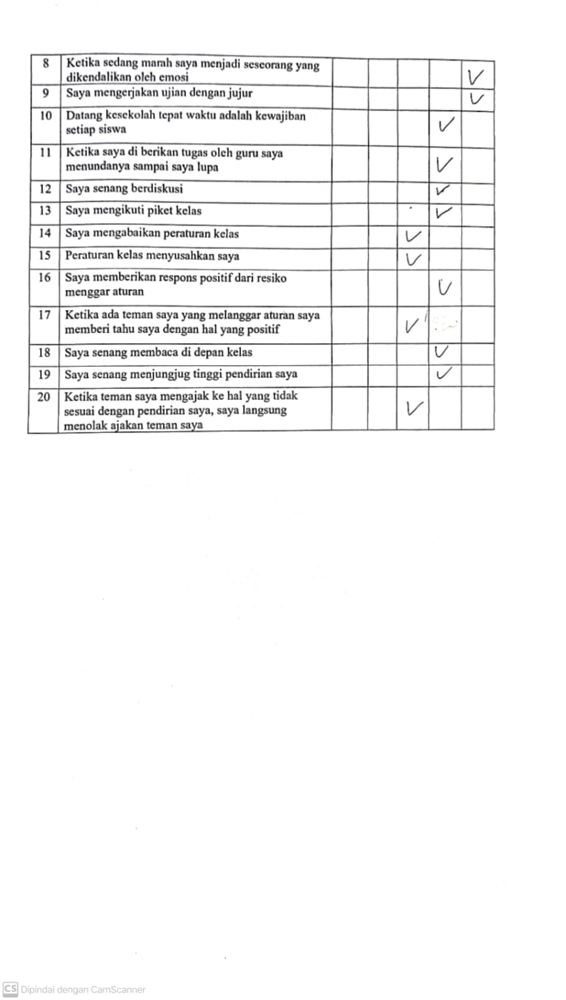 8 Ketika sedang marah saya menjadi seseorang yang
dikendalikan oleh emosi ✓
9 Saya mengerjakan ujian dengan jujur ✓
10 Datang kesekolah tepat waktu adalah kewajiban
setiap siswa ✓
11 Ketika saya di berikan tugas oleh guru saya
menundanya sampai saya lupa ✓
12 Saya senang berdiskusi ✓
13 Saya mengikuti piket kelas ✓
14 Saya mengabaikan peraturan kelas ✓
15 Peraturan kelas menyusahkan saya ✓
16 Saya memberikan respons positif dari resiko
menggar aturan ✓
17 Ketika ada teman saya yang melanggar aturan saya
memberi tahu saya dengan hal yang positif ✓
18 Saya senang membaca di depan kelas ✓
19 Saya senang menjungjug tinggi pendirian saya ✓
20 Ketika teman saya mengajak ke hal yang tidak
sesuai dengan pendirian saya, saya langsung ✓
menolak ajakan teman saya
CS Dipindai dengan CamScanner